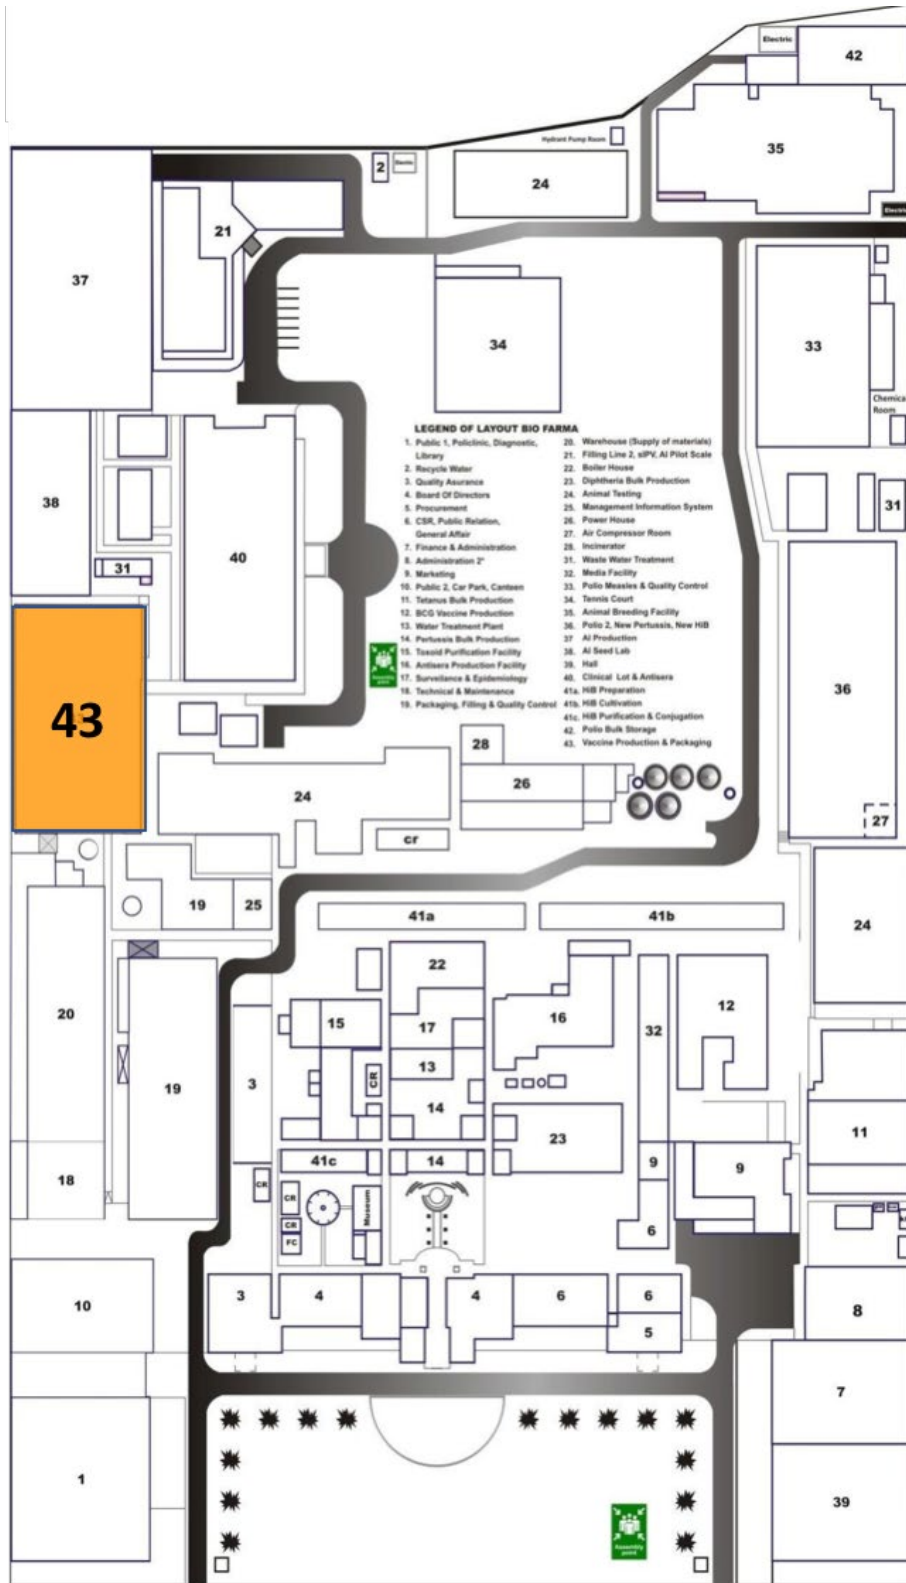 Electric
42
Hydrant Pump Room
35
2
24
21
37
34
33
Room
38
40
31
31
36
LEGEND OF LAYOUT BIO FARMA
1. Public 1, Policlinic, Diagnostic,
Library
2. Recycle Water
3. Quality Asurance
4. Board Of Directors
5. Procurement
6. CSR, Public Relation,
General Affair
7. Finance & Administration
8. Administration 2"
9. Marketing
10. Public 2, Car Park, Canteen
11. Tetanus Bulk Production
12. BCG Vaccine Production
13. Water Treatment Plant
14. Pertussis Bulk Production
15. Toxoid Purification Facility
16. Antisera Production Facility
17. Surveilance & Epidemiology
18. Technical & Maintenance
19. Packaging, Filling & Quality Control
20. Warehouse (Supply of materials)
21. Filling Line 2, sIPV, AI Pilot Scale
22. Boiler House
23. Diphtheria Bulk Production
24. Animal Testing
25. Management Information System
26. Power House
27. Air Compressor Room
28. Incinerator
31. Waste Water Treatment
32. Media Facility
33. Polio Measles & Quality Control
34. Tennis Court
35. Animal Breeding Facility
36. Polio 2, New Pertussis, New HiB
37 AI Production
38. AI Seed Lab
39. Hall
40. Clinical Lot & Antisera
41a. HiB Preparation
41b. HiB Cultivation
41c. HiB Purification & Conjugation
42. Polio Bulk Storage
43. Vaccine Production & Packaging
Assembly
point
43
28
26
24
cr
27
19
25
41a
41b
24
20
22
12
15
17
16
32
13
CR
3
19
14
23
11
41c
14
9
9
18
CR
CR
Museum
CR
FC
6
10
3
4
4
6
6
5
8
7
1
39
Assembly
point